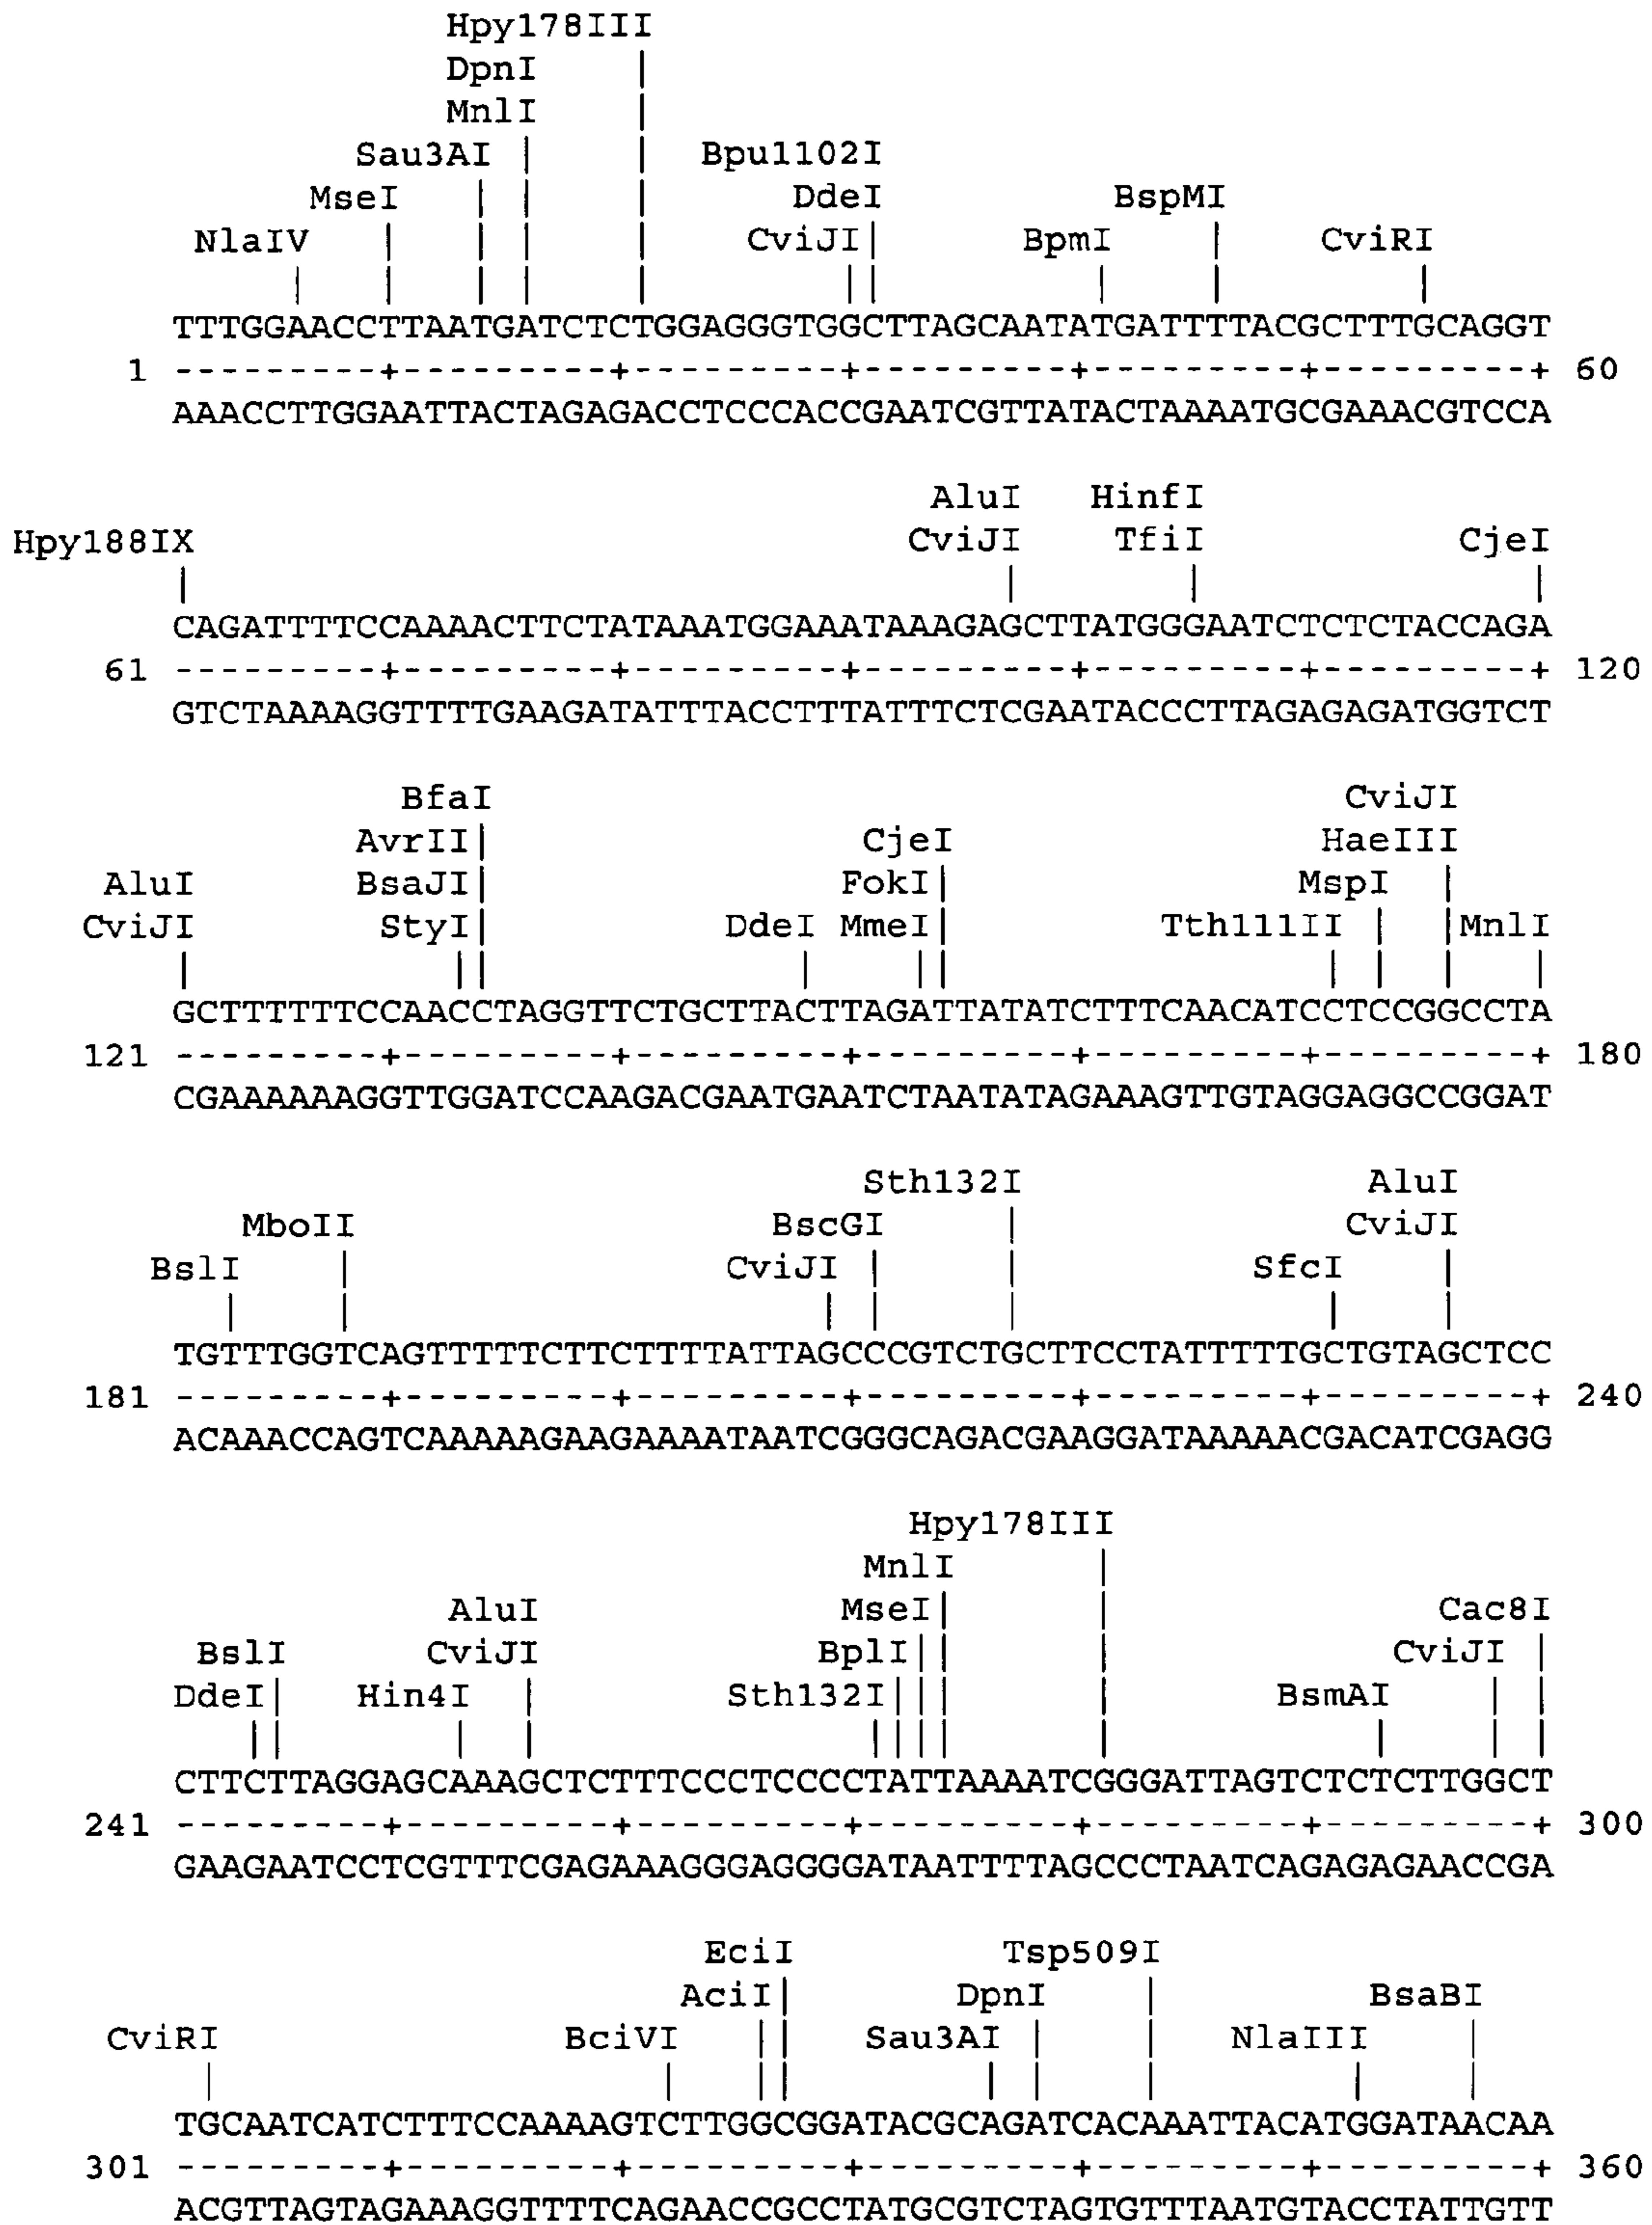 Hpy178III
DpnI
MnlI
Sau3AI Bpu1102I
MseI DdeI BspMI
NlaIV CviJI BpmI CviRI
TTTGGAACCTTAATGATCTCTGGAGGGTGGCTTAGCAATATGATTTTACGCTTTGCAGGT
1 ---------+---------+---------+---------+---------+---------+ 60
AAACCTTGGAATTACTAGAGACCTCCCACCGAATCGTTATACTAAAATGCGAAACGTCCA
AluI HinfI
Hpy188IX CviJI TfiI CjeI
CAGATTTTCCAAAACTTCTATAAATGGAAATAAAGAGCTTATGGGAATCTCTCTACCAGA
61 ---------+---------+---------+---------+---------+---------+ 120
GTCTAAAAGGTTTTGAAGATATTTACCTTTATTTCTCGAATACCCTTAGAGAGATGGTCT
BfaI CviJI
AvrII CjeI HaeIII
AluI BsaJI FokI MspI
CviJI StyI DdeI MmeI Tth111II MnlI
GCTTTTTTCCAACCTAGGTTCTGCTTACTTAGATTATATCTTTCAACATCCTCCGGCCTA
121 ---------+---------+---------+---------+---------+---------+ 180
CGAAAAAAGGTTGGATCCAAGACGAATGAATCTAATATAGAAAGTTGTAGGAGGCCGGAT
Sth132I AluI
MboII BscGI CviJI
BslI CviJI SfcI
TGTTTGGTCAGTTTTTCTTCTTTTATTAGCCCGTCTGCTTCCTATTTTTGCTGTAGCTCC
181 ---------+---------+---------+---------+---------+---------+ 240
ACAAACCAGTCAAAAAGAAGAAAATAATCGGGCAGACGAAGGATAAAAACGACATCGAGG
Hpy178III
MnlI
AluI MseI Cac8I
BslI CviJI BplI CviJI
DdeI Hin4I Sth132I BsmAI
CTTCTTAGGAGCAAAGCTCTTTCCCTCCCCTATTAAAATCGGGATTAGTCTCTCTTGGCT
241 ---------+---------+---------+---------+---------+---------+ 300
GAAGAATCCTCGTTTCGAGAAAGGGAGGGGATAATTTTAGCCCTAATCAGAGAGAACCGA
EciI Tsp509I
AciI DpnI BsaBI
CviRI BciVI Sau3AI NlaIII
TGCAATCATCTTTCCAAAAGTCTTGGCGGATACGCAGATCACAAATTACATGGATAACAA
301 ---------+---------+---------+---------+---------+---------+ 360
ACGTTAGTAGAAAGGTTTTCAGAACCGCCTATGCGTCTAGTGTTTAATGTACCTATTGTT